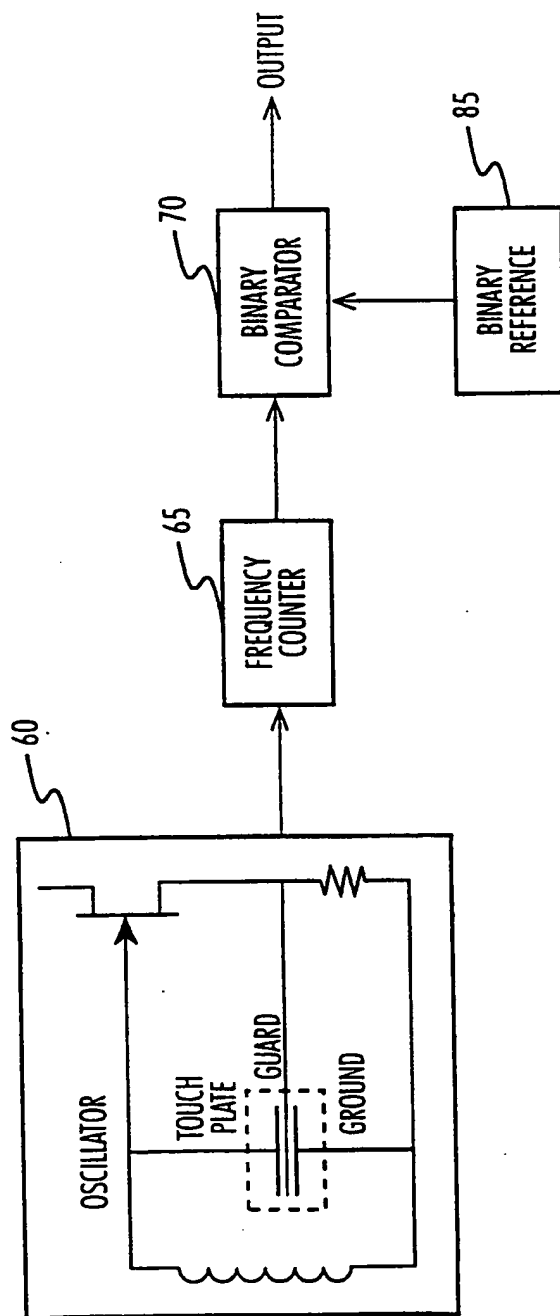 60
OSCILLATOR
TOUCH
PLATE
GUARD
GROUND
65
FREQUENCY
COUNTER
70
BINARY
COMPARATOR
OUTPUT
85
BINARY
REFERENCE